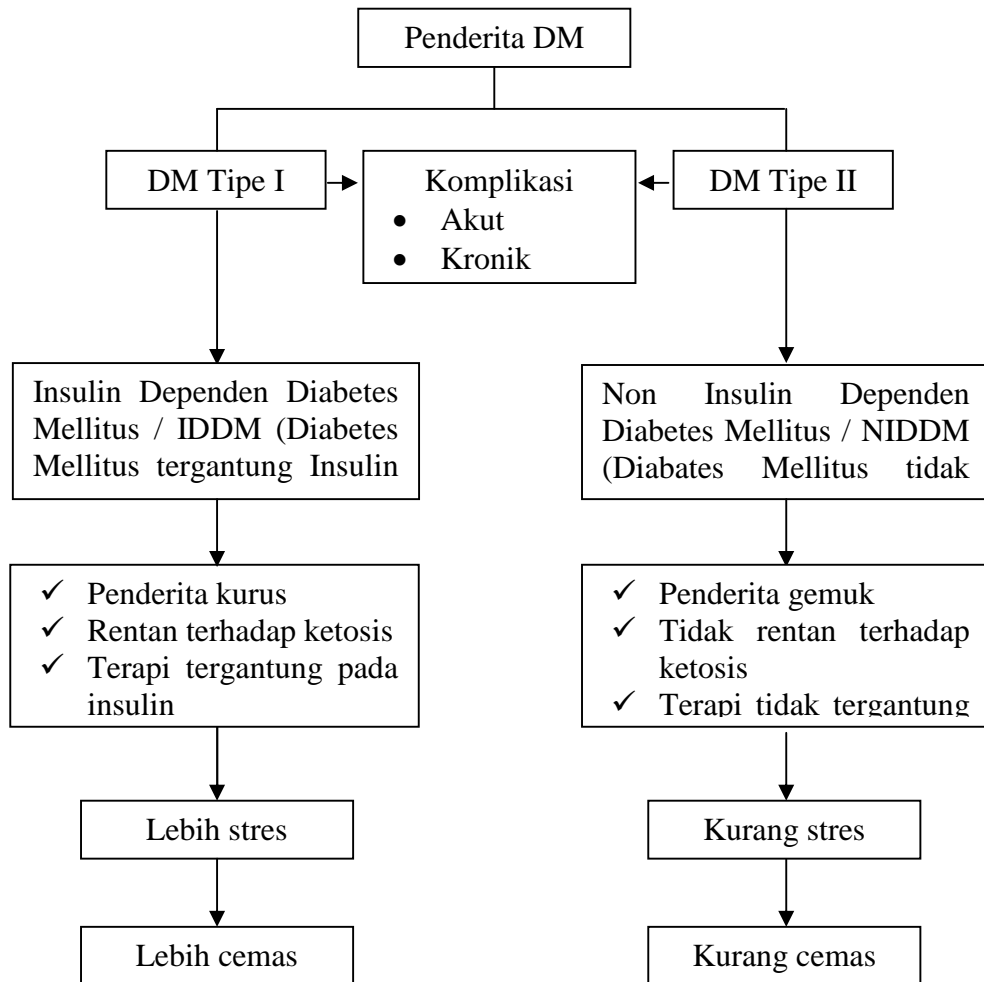 Penderita DM
DM Tipe I
Komplikasi
• Akut
• Kronik
DM Tipe II
Insulin Dependen Diabetes
Mellitus / IDDM (Diabetes
Mellitus tergantung Insulin
Non Insulin Dependen
Diabetes Mellitus / NIDDM
(Diabates Mellitus tidak
✓ Penderita kurus
✓ Rentan terhadap ketosis
✓ Terapi tergantung pada
insulin
✓ Penderita gemuk
✓ Tidak rentan terhadap
ketosis
✓ Terapi tidak tergantung
Lebih stres
Kurang stres
Lebih cemas
Kurang cemas